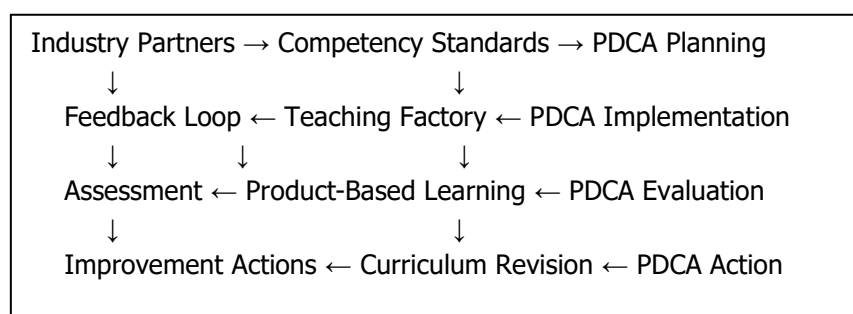 Industry Partners → Competency Standards → PDCA Planning
↓ ↓
Feedback Loop ← Teaching Factory ← PDCA Implementation
↓ ↓ ↓
Assessment ← Product-Based Learning ← PDCA Evaluation
↓ ↓
Improvement Actions ← Curriculum Revision ← PDCA Action